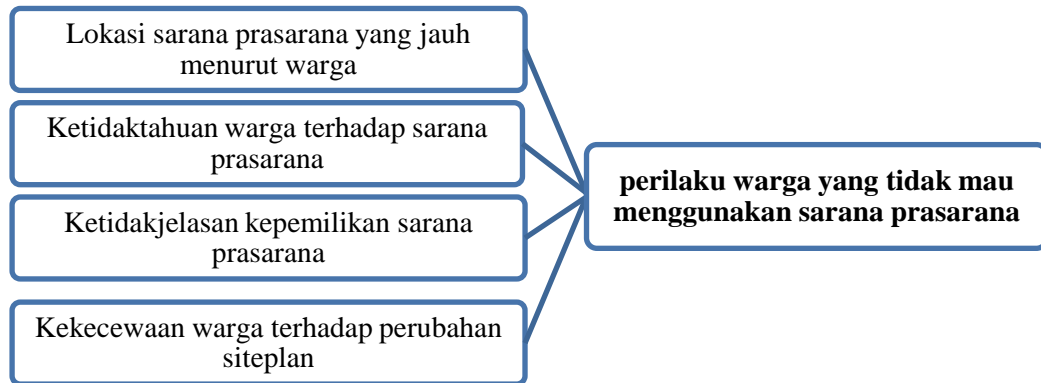 Lokasi sarana prasarana yang jauh
menurut warga
Ketidaktahuan warga terhadap sarana
prasarana
Ketidakjelasan kepemilikan sarana
prasarana
Kekecewaan warga terhadap perubahan
siteplan
perilaku warga yang tidak mau
menggunakan sarana prasarana